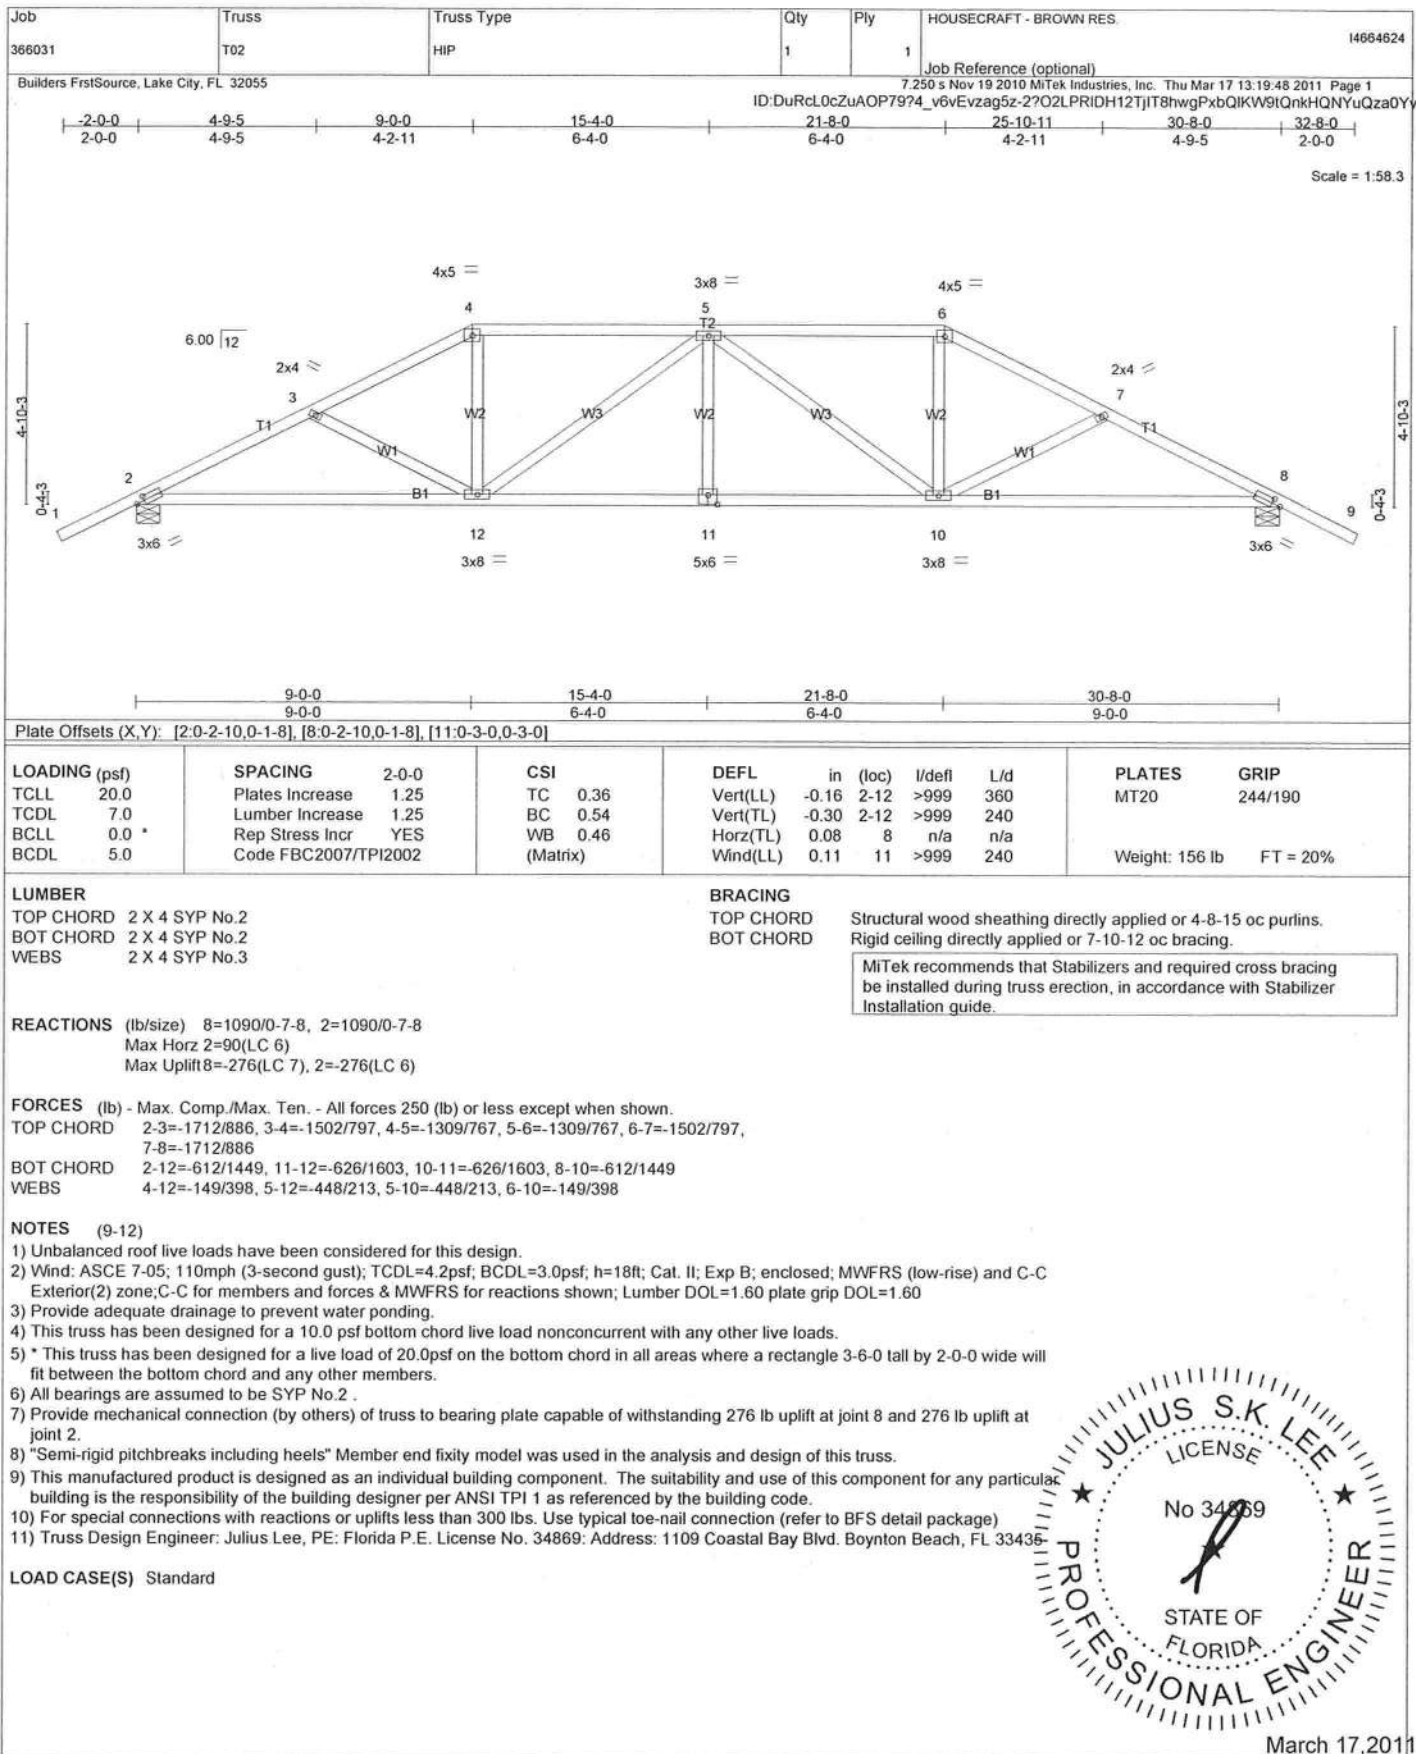 Job Truss Truss Type Qty Ply HOUSECRAFT - BROWN RES.
I4664624
366031 T02 HIP 1 1
Job Reference (optional)
Builders FrstSource, Lake City, FL 32055 7.250 s Nov 19 2010 MiTek Industries, Inc. Thu Mar 17 13:19:48 2011 Page 1
ID:DuRcL0cZuAOP79?4_v6vEvzag5z-2?O2LPRIDH12TjIT8hwgPxbQIKW9tQnkHQNYuQza0Yv
-2-0-0 4-9-5 9-0-0 15-4-0 21-8-0 25-10-11 30-8-0 32-8-0
2-0-0 4-9-5 4-2-11 6-4-0 6-4-0 4-2-11 4-9-5 2-0-0
Scale = 1:58.3
4x5 = 3x8 = 4x5 =
4 5 6
T2
6.00 12
2x4 2x4
3 7
4-10-3 T1 W2 W3 W2 W3 W2 T1 4-10-3
W1 W1
2 8
0-4-3 B1 B1 0-4-3
1 9
3x6 = 12 11 10 3x6
3x8 = 5x6 = 3x8 =
9-0-0 15-4-0 21-8-0 30-8-0
9-0-0 6-4-0 6-4-0 9-0-0
Plate Offsets (X,Y): [2:0-2-10,0-1-8], [8:0-2-10,0-1-8], [11:0-3-0,0-3-0]
LOADING (psf) SPACING 2-0-0 CSI DEFL in (loc) l/defl L/d PLATES GRIP
TCLL 20.0 Plates Increase 1.25 TC 0.36 Vert(LL) -0.16 2-12 >999 360 MT20 244/190
TCDL 7.0 Lumber Increase 1.25 BC 0.54 Vert(TL) -0.30 2-12 >999 240
BCLL 0.0 * Rep Stress Incr YES WB 0.46 Horz(TL) 0.08 8 n/a n/a
BCDL 5.0 Code FBC2007/TPI2002 (Matrix) Wind(LL) 0.11 11 >999 240 Weight: 156 lb FT = 20%
LUMBER
TOP CHORD 2 X 4 SYP No.2
BOT CHORD 2 X 4 SYP No.2
WEBS 2 X 4 SYP No.3
BRACING
TOP CHORD Structural wood sheathing directly applied or 4-8-15 oc purlins.
BOT CHORD Rigid ceiling directly applied or 7-10-12 oc bracing.
MiTek recommends that Stabilizers and required cross bracing
be installed during truss erection, in accordance with Stabilizer
Installation guide.
REACTIONS (lb/size) 8=1090/0-7-8, 2=1090/0-7-8
Max Horz 2=90(LC 6)
Max Uplift8=-276(LC 7), 2=-276(LC 6)
FORCES (lb) - Max. Comp./Max. Ten. - All forces 250 (lb) or less except when shown.
TOP CHORD 2-3=-1712/886, 3-4=-1502/797, 4-5=-1309/767, 5-6=-1309/767, 6-7=-1502/797,
7-8=-1712/886
BOT CHORD 2-12=-612/1449, 11-12=-626/1603, 10-11=-626/1603, 8-10=-612/1449
WEBS 4-12=-149/398, 5-12=-448/213, 5-10=-448/213, 6-10=-149/398
NOTES (9-12)
1) Unbalanced roof live loads have been considered for this design.
2) Wind: ASCE 7-05; 110mph (3-second gust); TCDL=4.2psf; BCDL=3.0psf; h=18ft; Cat. II; Exp B; enclosed; MWFRS (low-rise) and C-C
Exterior(2) zone;C-C for members and forces & MWFRS for reactions shown; Lumber DOL=1.60 plate grip DOL=1.60
3) Provide adequate drainage to prevent water ponding.
4) This truss has been designed for a 10.0 psf bottom chord live load nonconcurrent with any other live loads.
5) * This truss has been designed for a live load of 20.0psf on the bottom chord in all areas where a rectangle 3-6-0 tall by 2-0-0 wide will
fit between the bottom chord and any other members.
6) All bearings are assumed to be SYP No.2 .
7) Provide mechanical connection (by others) of truss to bearing plate capable of withstanding 276 lb uplift at joint 8 and 276 lb uplift at
joint 2.
8) "Semi-rigid pitchbreaks including heels" Member end fixity model was used in the analysis and design of this truss.
9) This manufactured product is designed as an individual building component. The suitability and use of this component for any particular
building is the responsibility of the building designer per ANSI TPI 1 as referenced by the building code.
10) For special connections with reactions or uplifts less than 300 lbs. Use typical toe-nail connection (refer to BFS detail package)
11) Truss Design Engineer: Julius Lee, PE: Florida P.E. License No. 34869: Address: 1109 Coastal Bay Blvd. Boynton Beach, FL 33435
LOAD CASE(S) Standard
JULIUS S.K. LEE
LICENSE
No 34869
STATE OF
FLORIDA
PROFESSIONAL ENGINEER
March 17,2011